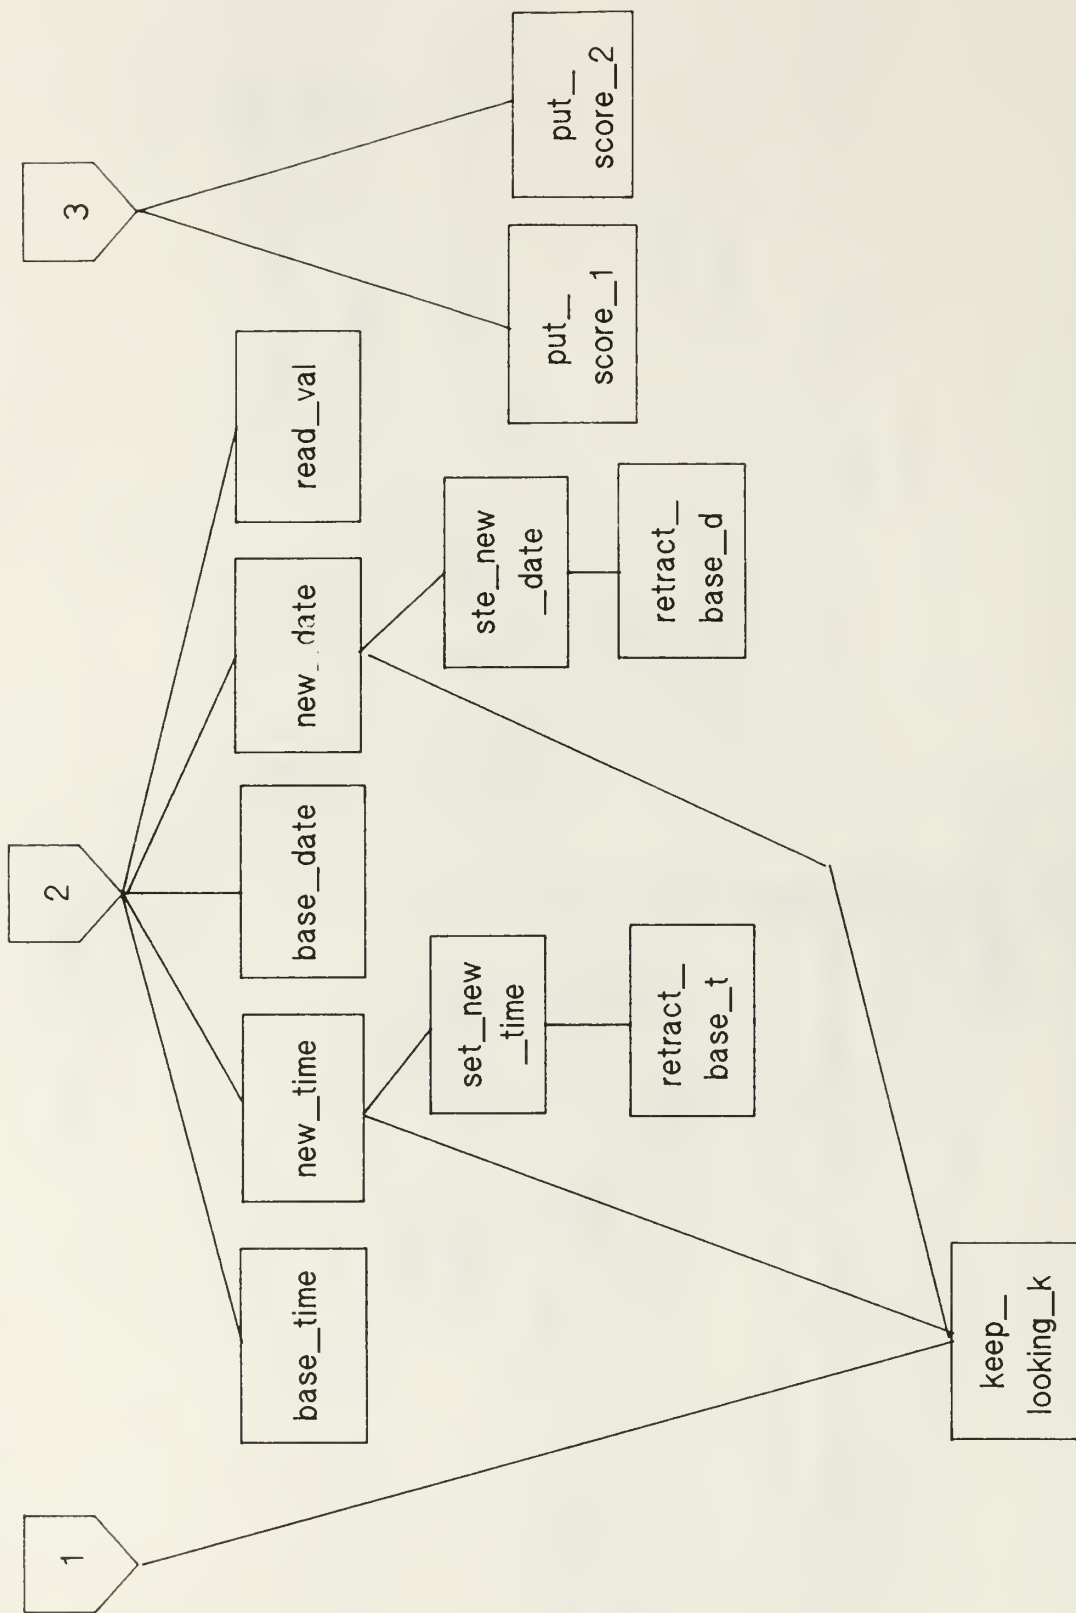 1
2
3
base_time
new_time
base_date
new_date
read_val
set_new
_time
ste_new
_date
put_
score_1
put_
score_2
retract_
base_t
retract_
base_d
keep_
looking_k